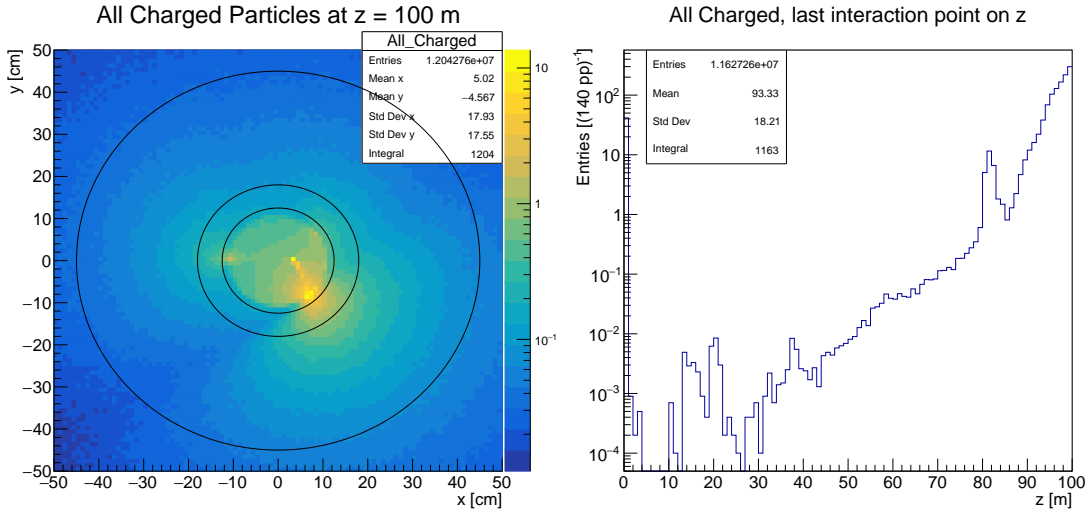 All Charged Particles at z = 100 m
All_Charged
Entries 1.204276e+07
Mean x 5.02
Mean y −4.567
Std Dev x 17.93
Std Dev y 17.55
Integral 1204
y [cm]
50
40
30
20
10
0
−10
−20
−30
−40
−50
−50 −40 −30 −20 −10 0 10 20 30 40 50
x [cm]
10
1
10⁻¹
All Charged, last interaction point on z
Entries 1.162726e+07
Mean 93.33
Std Dev 18.21
Integral 1163
Entries [(140 pp)⁻¹]
10²
10
1
10⁻¹
10⁻²
10⁻³
10⁻⁴
0 10 20 30 40 50 60 70 80 90 100
z [m]